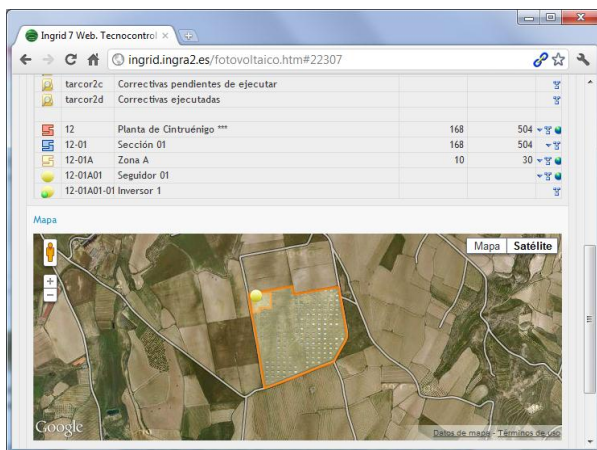 Ingrid 7 Web. Tecnocontrol
ingrid.ingra2.es/fotovoltaico.htm#22307
tarcor2c Correctivas pendientes de ejecutar
tarcor2d Correctivas ejecutadas
12 Planta de Cintruénigo *** 168 504
12-01 Sección 01 168 504
12-01A Zona A 10 30
12-01A01 Seguidor 01
12-01A01-01 Inversor 1
Mapa
Mapa Satélite
Google
Datos de mapa - Términos de uso